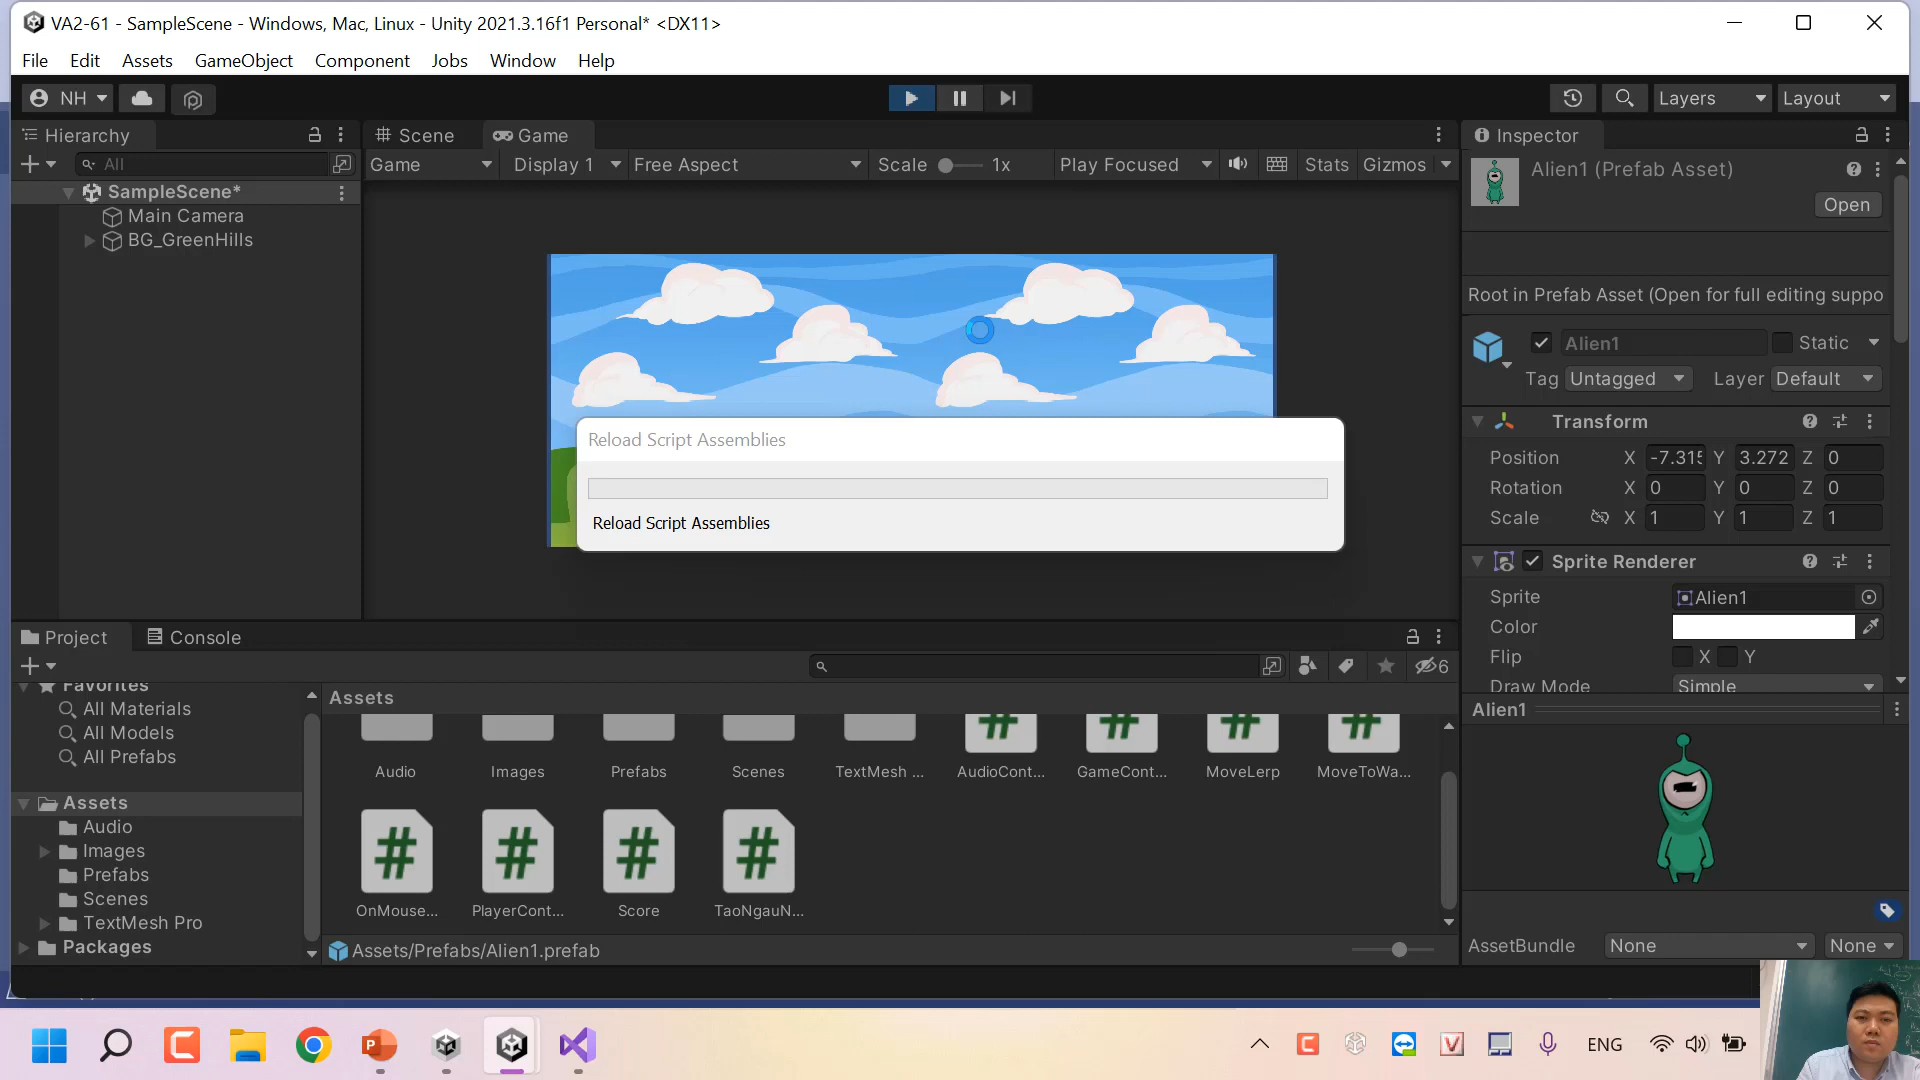 VA2-61 - SampleScene - Windows, Mac, Linux - Unity 2021.3.16f1 Personal* <DX11>
File Edit Assets GameObject Component Jobs Window Help
NH Layers Layout
Hierarchy Scene Game Inspector
All Game Display 1 Free Aspect Scale 1x Play Focused Stats Gizmos
Alien1 (Prefab Asset)
Open
SampleScene*
Main Camera
BG_GreenHills
Root in Prefab Asset (Open for full editing suppo
Alien1 Static
Tag Untagged Layer Default
Transform
Position X -7.315 Y 3.272 Z 0
Rotation X 0 Y 0 Z 0
Scale X 1 Y 1 Z 1
Sprite Renderer
Sprite Alien1
Color
Flip X Y
Draw Mode Simple
Reload Script Assemblies
Reload Script Assemblies
Project Console
6
Favorites
All Materials
All Models
All Prefabs
Assets
Audio
Images
Prefabs
Scenes
TextMesh Pro
Packages
Assets
Audio Images Prefabs Scenes TextMesh ... AudioCont... GameCont... MoveLerp MoveToWa...
OnMouse... PlayerCont... Score TaoNgauN...
Assets/Prefabs/Alien1.prefab
Alien1
AssetBundle None None
ENG